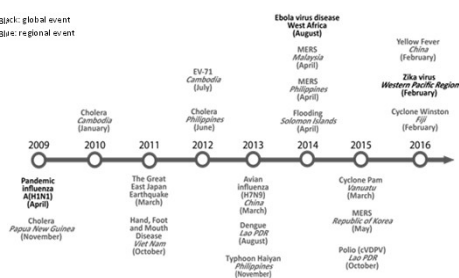 Black: global event
Blue: regional event
Ebola virus disease
West Africa
(August)
MERS
Malaysia
(April)
MERS
Philippines
(April)
Flooding
Solomon Islands
(April)
EV-71
Cambodia
(July)
Cholera
Philippines
(June)
Cholera
Cambodia
(January)
Yellow Fever
China
(February)
Zika virus
Western Pacific Region
(February)
Cyclone Winston
Fiji
(February)
2009
2010
2011
2012
2013
2014
2015
2016
Pandemic
influenza
A(H1N1)
(April)
Cholera
Papua New Guinea
(November)
The Great
East Japan
Earthquake
(March)
Hand, Foot
and Mouth
Disease
Viet Nam
(October)
Avian
influenza
(H7N9)
China
(March)
Dengue
Lao PDR
(August)
Typhoon Haiyan
Philippines
(November)
Cyclone Pam
Vanuatu
(March)
MERS
Republic of Korea
(May)
Polio (cVDPV)
Lao PDR
(October)